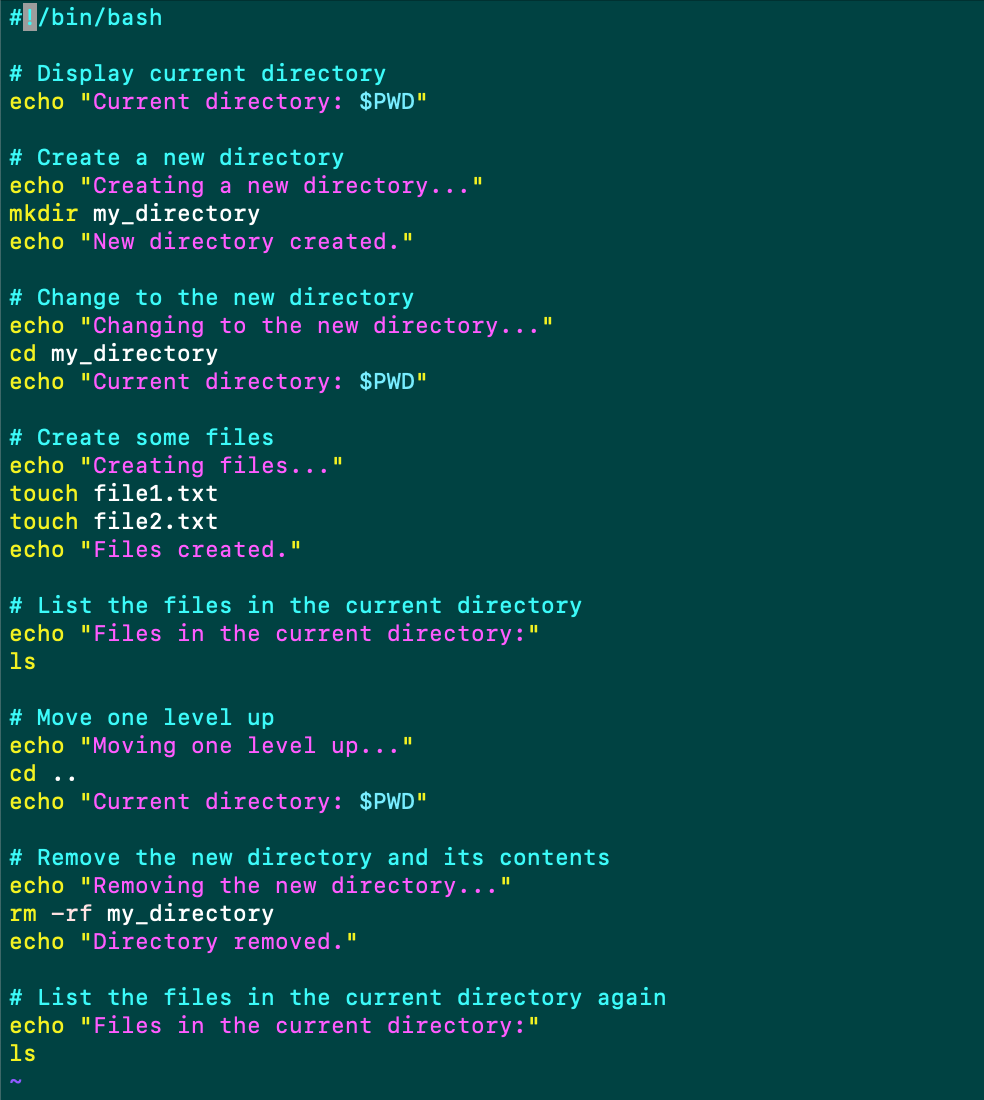 #!/bin/bash

# Display current directory
echo "Current directory: $PWD"

# Create a new directory
echo "Creating a new directory..."
mkdir my_directory
echo "New directory created."

# Change to the new directory
echo "Changing to the new directory..."
cd my_directory
echo "Current directory: $PWD"

# Create some files
echo "Creating files..."
touch file1.txt
touch file2.txt
echo "Files created."

# List the files in the current directory
echo "Files in the current directory:"
ls

# Move one level up
echo "Moving one level up..."
cd ..
echo "Current directory: $PWD"

# Remove the new directory and its contents
echo "Removing the new directory..."
rm -rf my_directory
echo "Directory removed."

# List the files in the current directory again
echo "Files in the current directory:"
ls
~